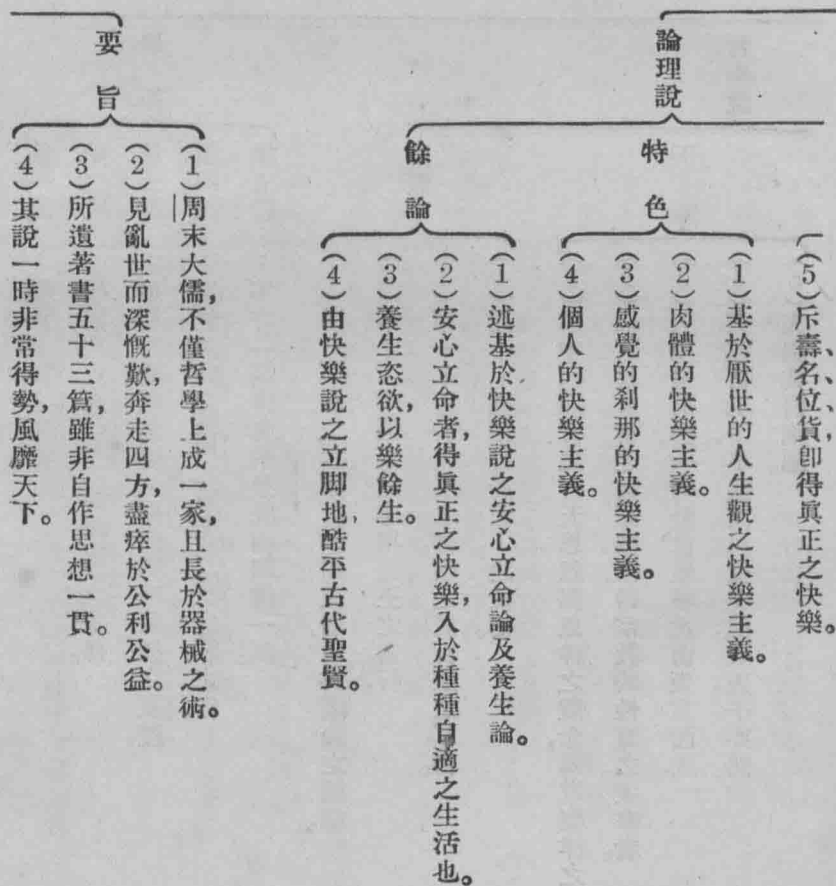 論理說
(5)斥壽、名、位、貨,卽得眞正之快樂。
特色
(1)基於厭世的人生觀之快樂主義。
(2)肉體的快樂主義。
(3)感覺的刹那的快樂主義。
(4)個人的快樂主義。
餘論
(1)述基於快樂說之安心立命論及養生論。
(2)安心立命者,得眞正之快樂,入於種種自適之生活也。
(3)養生恣欲,以樂餘生。
(4)由快樂說之立脚地,酷平古代聖賢。
要旨
(1)周末大儒,不僅哲學上成一家,且長於器械之術。
(2)見亂世而深慨歎,奔走四方,盡瘁於公利公益。
(3)所遺著書五十三篇,雖非自作思想一貫。
(4)其說一時非常得勢,風靡天下。